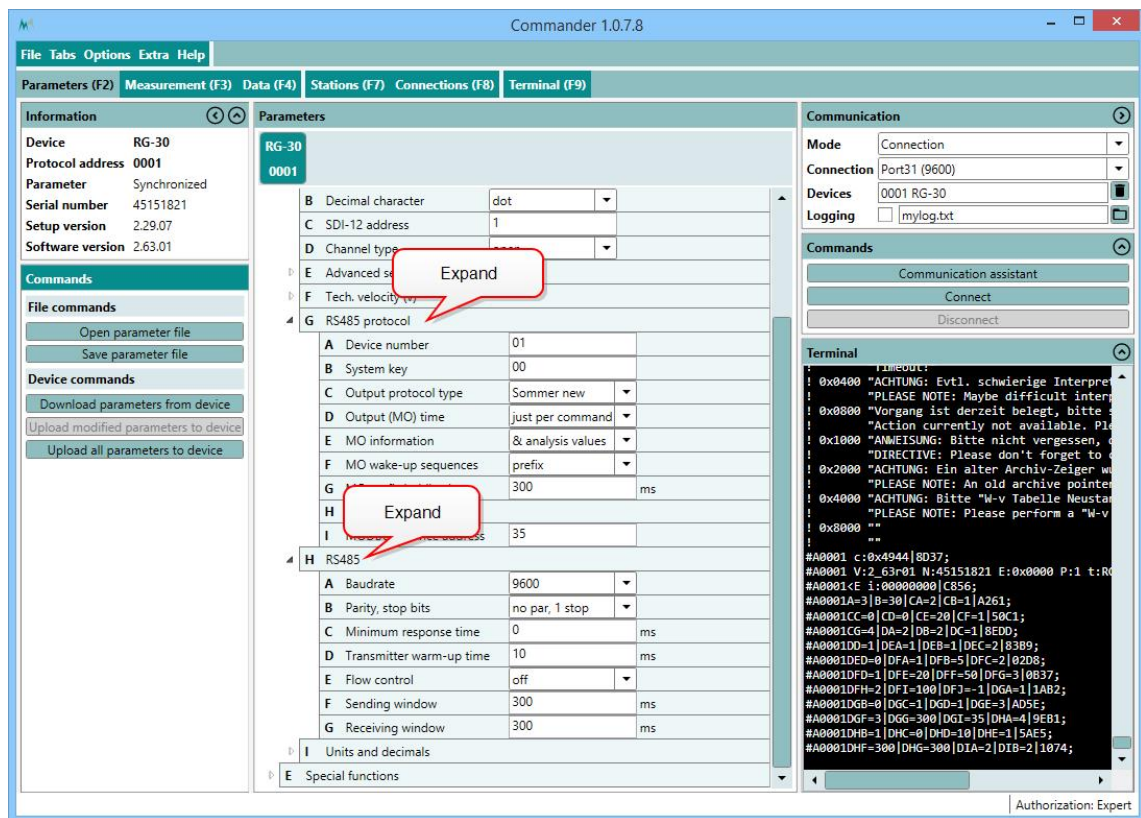 Commander 1.0.7.8
File Tabs Options Extra Help
Parameters (F2) Measurement (F3) Data (F4) Stations (F7) Connections (F8) Terminal (F9)
Information
Device RG-30
Protocol address 0001
Parameter Synchronized
Serial number 45151821
Setup version 2.29.07
Software version 2.63.01
Commands
File commands
Open parameter file
Save parameter file
Device commands
Download parameters from device
Upload modified parameters to device
Upload all parameters to device
Parameters
RG-30
0001
B Decimal character dot
C SDI-12 address 1
D Channel type
E Advanced
Expand
F Tech. velocity
G RS485 protocol
A Device number 01
B System key 00
C Output protocol type Sommer new
D Output (MO) time just per command
E MO information & analysis values
F MO wake-up sequences prefix
G 300 ms
H
Expand
I address 35
H RS485
A Baudrate 9600
B Parity, stop bits no par, 1 stop
C Minimum response time 0 ms
D Transmitter warm-up time 10 ms
E Flow control off
F Sending window 300 ms
G Receiving window 300 ms
I Units and decimals
E Special functions
Communication
Mode Connection
Connection Port31 (9600)
Devices 0001 RG-30
Logging mylog.txt
Commands
Communication assistant
Connect
Disconnect
Terminal
! Timeout!
! 0x0400 "ACHTUNG: Evtl. schwierige Interpret
! "PLEASE NOTE: Maybe difficult interp
! 0x0800 "Vorgang ist derzeit belegt, bitte s
! "Action currently not available. Ple
! 0x1000 "ANWEISUNG: Bitte nicht vergessen, d
! "DIRECTIVE: Please don't forget to d
! 0x2000 "ACHTUNG: Ein alter Archiv-Zeiger wu
! "PLEASE NOTE: An old archive pointer
! 0x4000 "ACHTUNG: Bitte "W-v Tabelle Neustar
! "PLEASE NOTE: Please perform a "W-v
! 0x8000 ""
! ""
#A0001 c:0x4944|8D37;
#A0001 V:2_63r01 N:45151821 E:0x0000 P:1 t:RG
#A0001<E i:00000000|C856;
#A0001A=3|B=30|CA=2|CB=1|A261;
#A0001CC=0|CD=0|CE=20|CF=1|50C1;
#A0001CG=4|DA=2|DB=2|DC=1|8EDD;
#A0001DD=1|DEA=1|DEB=1|DEC=2|83B9;
#A0001DED=0|DFA=1|DFB=5|DFC=2|02D8;
#A0001DFD=1|DFE=20|DFF=50|DFG=3|0B37;
#A0001DFH=2|DFI=100|DFJ=-1|DGA=1|1AB2;
#A0001DGB=0|DGC=1|DGD=1|DGE=3|AD5E;
#A0001DGF=3|DGG=300|DGI=35|DHA=4|9EB1;
#A0001DHB=1|DHC=0|DHD=10|DHE=1|5AE5;
#A0001DHF=300|DHG=300|DIA=2|DIB=2|1074;
Authorization: Expert